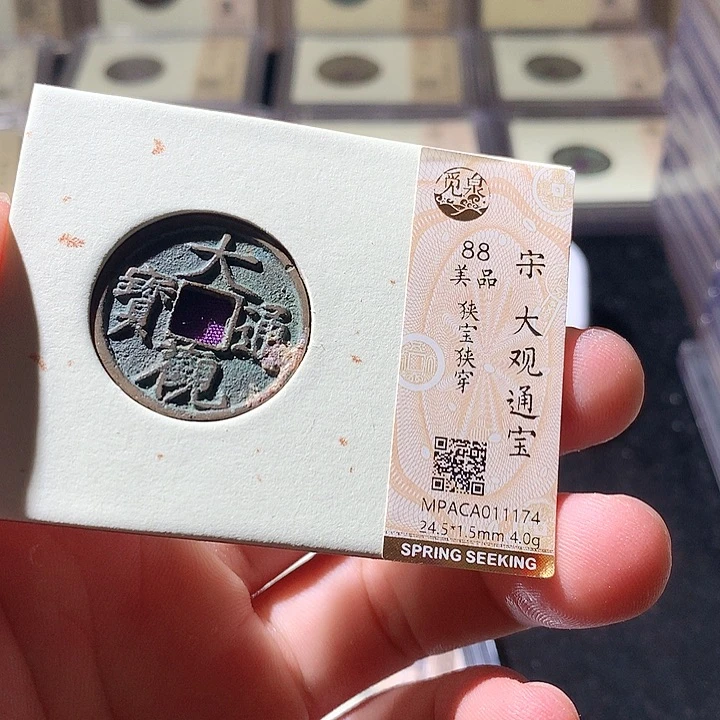 大觀通寶
觅泉
宋 大观通宝
88
美品
狭宝狭穿
MPACA011174
24.5*1.5mm 4.0g
SPRING SEEKING